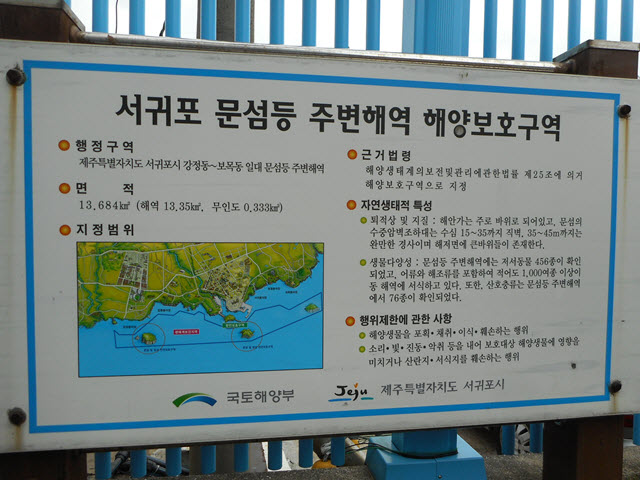 서귀포 문섬등 주변해역 해양보호구역
행정구역
제주특별자치도 서귀포시 강정동~보목동 일대 문섬등 주변해역
면 적
13.684㎢ (해역 13.35㎢, 무인도 0.333㎢)
지정범위
국토해양부
Jeju 제주특별자치도 서귀포시
근거법령
해양생태계의보전및관리에관한법률 제25조에 의거
해양보호구역으로 지정
자연생태적 특성
퇴적상 및 지질 : 해안가는 주로 바위로 되어있고, 문섬의
수중암벽조하대는 수심 15~35까지 직벽, 35~45m까지는
완만한 경사이며 해저면에 큰바위들이 존재한다.
생물다양성 : 문섬등 주변해역에는 저서동물 456종이 확인
되었고, 어류와 해조류를 포함하여 적어도 1,000여종 이상이
동 해역에 서식하고 있다. 또한, 산호충류는 문섬등 주변해역
에서 76종이 확인되었다.
행위제한에 관한 사항
해양생물을 포획·채취·이식·훼손하는 행위
소리·빛·진동·악취 등을 내어 보호대상 해양생물에 영향을
미치거나 산란지·서식지를 훼손하는 행위